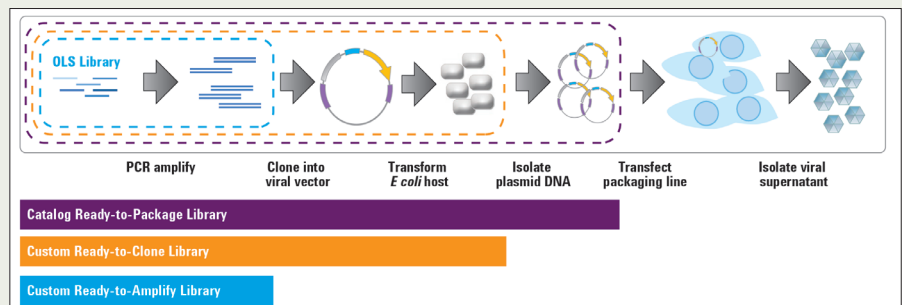 OLS Library
PCR amplify
Clone into
viral vector
Transform
E coli host
Isolate
plasmid DNA
Transfect
packaging line
Isolate viral
supernatant
Catalog Ready-to-Package Library
Custom Ready-to-Clone Library
Custom Ready-to-Amplify Library